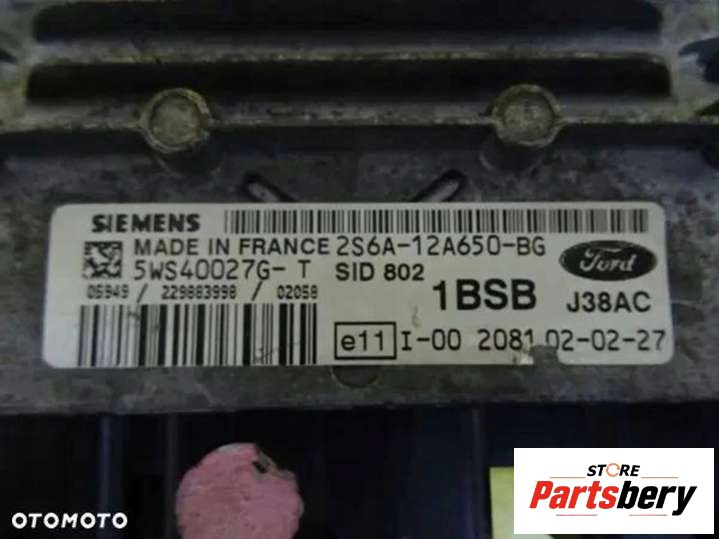 SIEMENS
MADE IN FRANCE 2S6A-12A650-BG
5WS40027G-T SID 802
Ford
05949 / 229883998 / 02058
1BSB J38AC
e11 I-00 2081 02-02-27
STORE
Partsbery
OTOMOTO